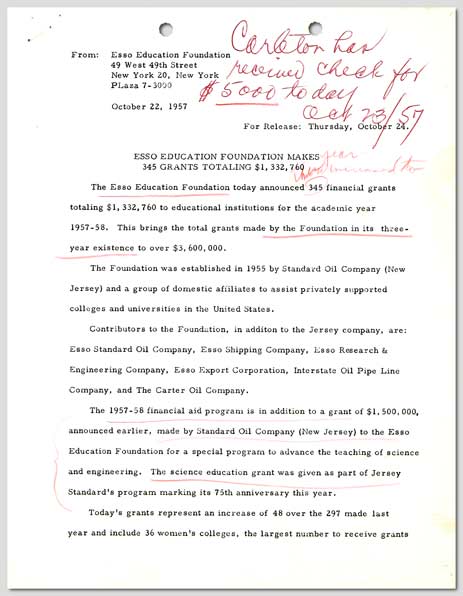 Carleton has
received check for
$5000 today
Oct 23/57
From: Esso Education Foundation
49 West 49th Street
New York 20, New York
PLaza 7-3000
October 22, 1957
For Release: Thursday, October 24.
ESSO EDUCATION FOUNDATION MAKES
345 GRANTS TOTALING $1,332,760
year
The Esso Education Foundation today announced 345 financial grants
totaling $1,332,760 to educational institutions for the academic year
1957-58. This brings the total grants made by the Foundation in its three-
year existence to over $3,600,000.
The Foundation was established in 1955 by Standard Oil Company (New
Jersey) and a group of domestic afiiliates to assist privately supported
colleges and universities in the United States.
Contributors to the Foundation, in additon to the Jersey company, are:
Esso Standard Oil Company, Esso Shipping Company, Esso Research &
Engineering Company, Esso Export Corporation, Interstate Oil Pipe Line
Company, and The Carter Oil Company.
The 1957-58 financial aid program is in addition to a grant of $1,500,000,
announced earlier, made by Standard Oil Company (New Jersey) to the Esso
Education Foundation for a special program to advance the teaching of science
and engineering. The science education grant was given as part of Jersey
Standard's program marking its 75th anniversary this year.
Today's grants represent an increase of 48 over the 297 made last
year and include 36 women's colleges, the largest number to receive grants